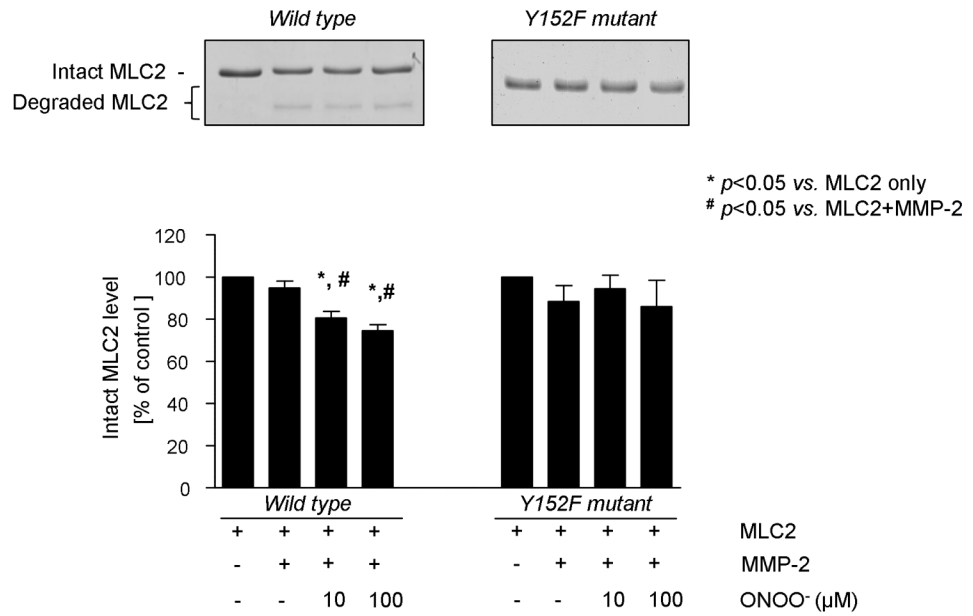 Wild type
Y152F mutant
Intact MLC2 -
Degraded MLC2
* p<0.05 vs. MLC2 only
# p<0.05 vs. MLC2+MMP-2
Intact MLC2 level
[% of control ]
120
100
80
60
40
20
0
*, #
*,#
Wild type
Y152F mutant
+ + + + + + + + MLC2
- + + + - + + + MMP-2
- - 10 100 - - 10 100 ONOO⁻ (µM)